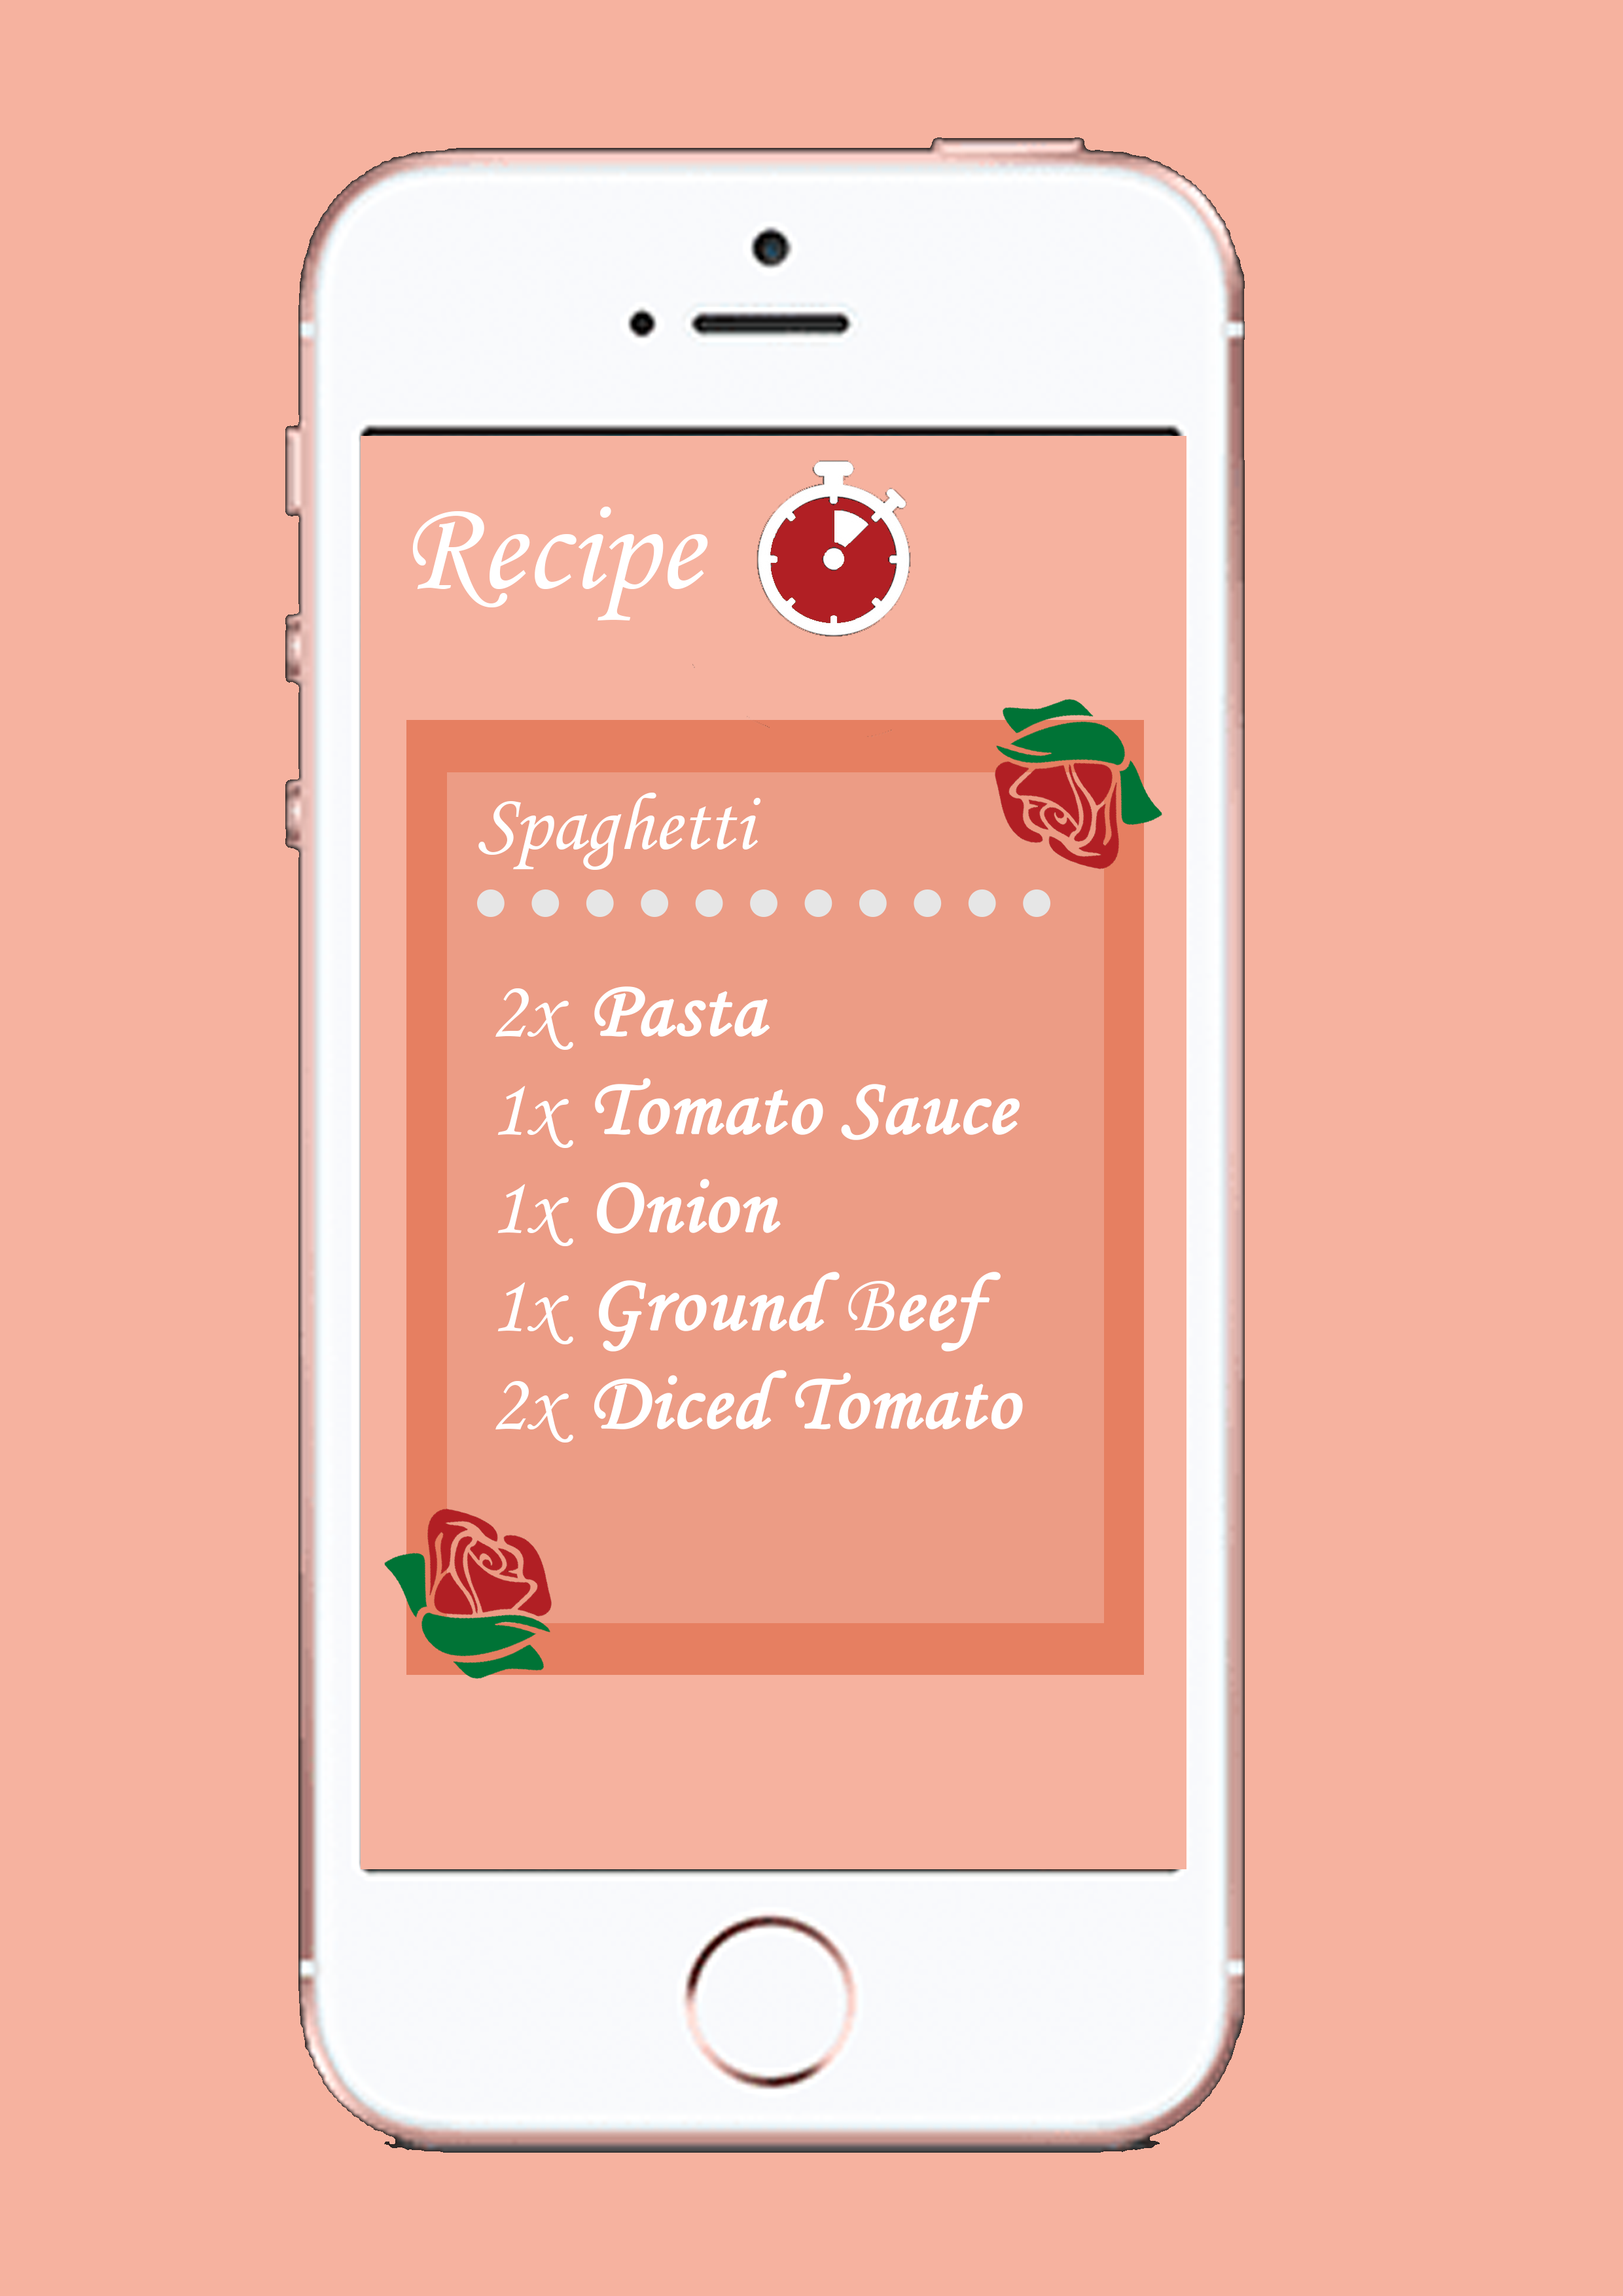 Recipe
Spaghetti
2x Pasta
1x Tomato Sauce
1x Onion
1x Ground Beef
2x Diced Tomato